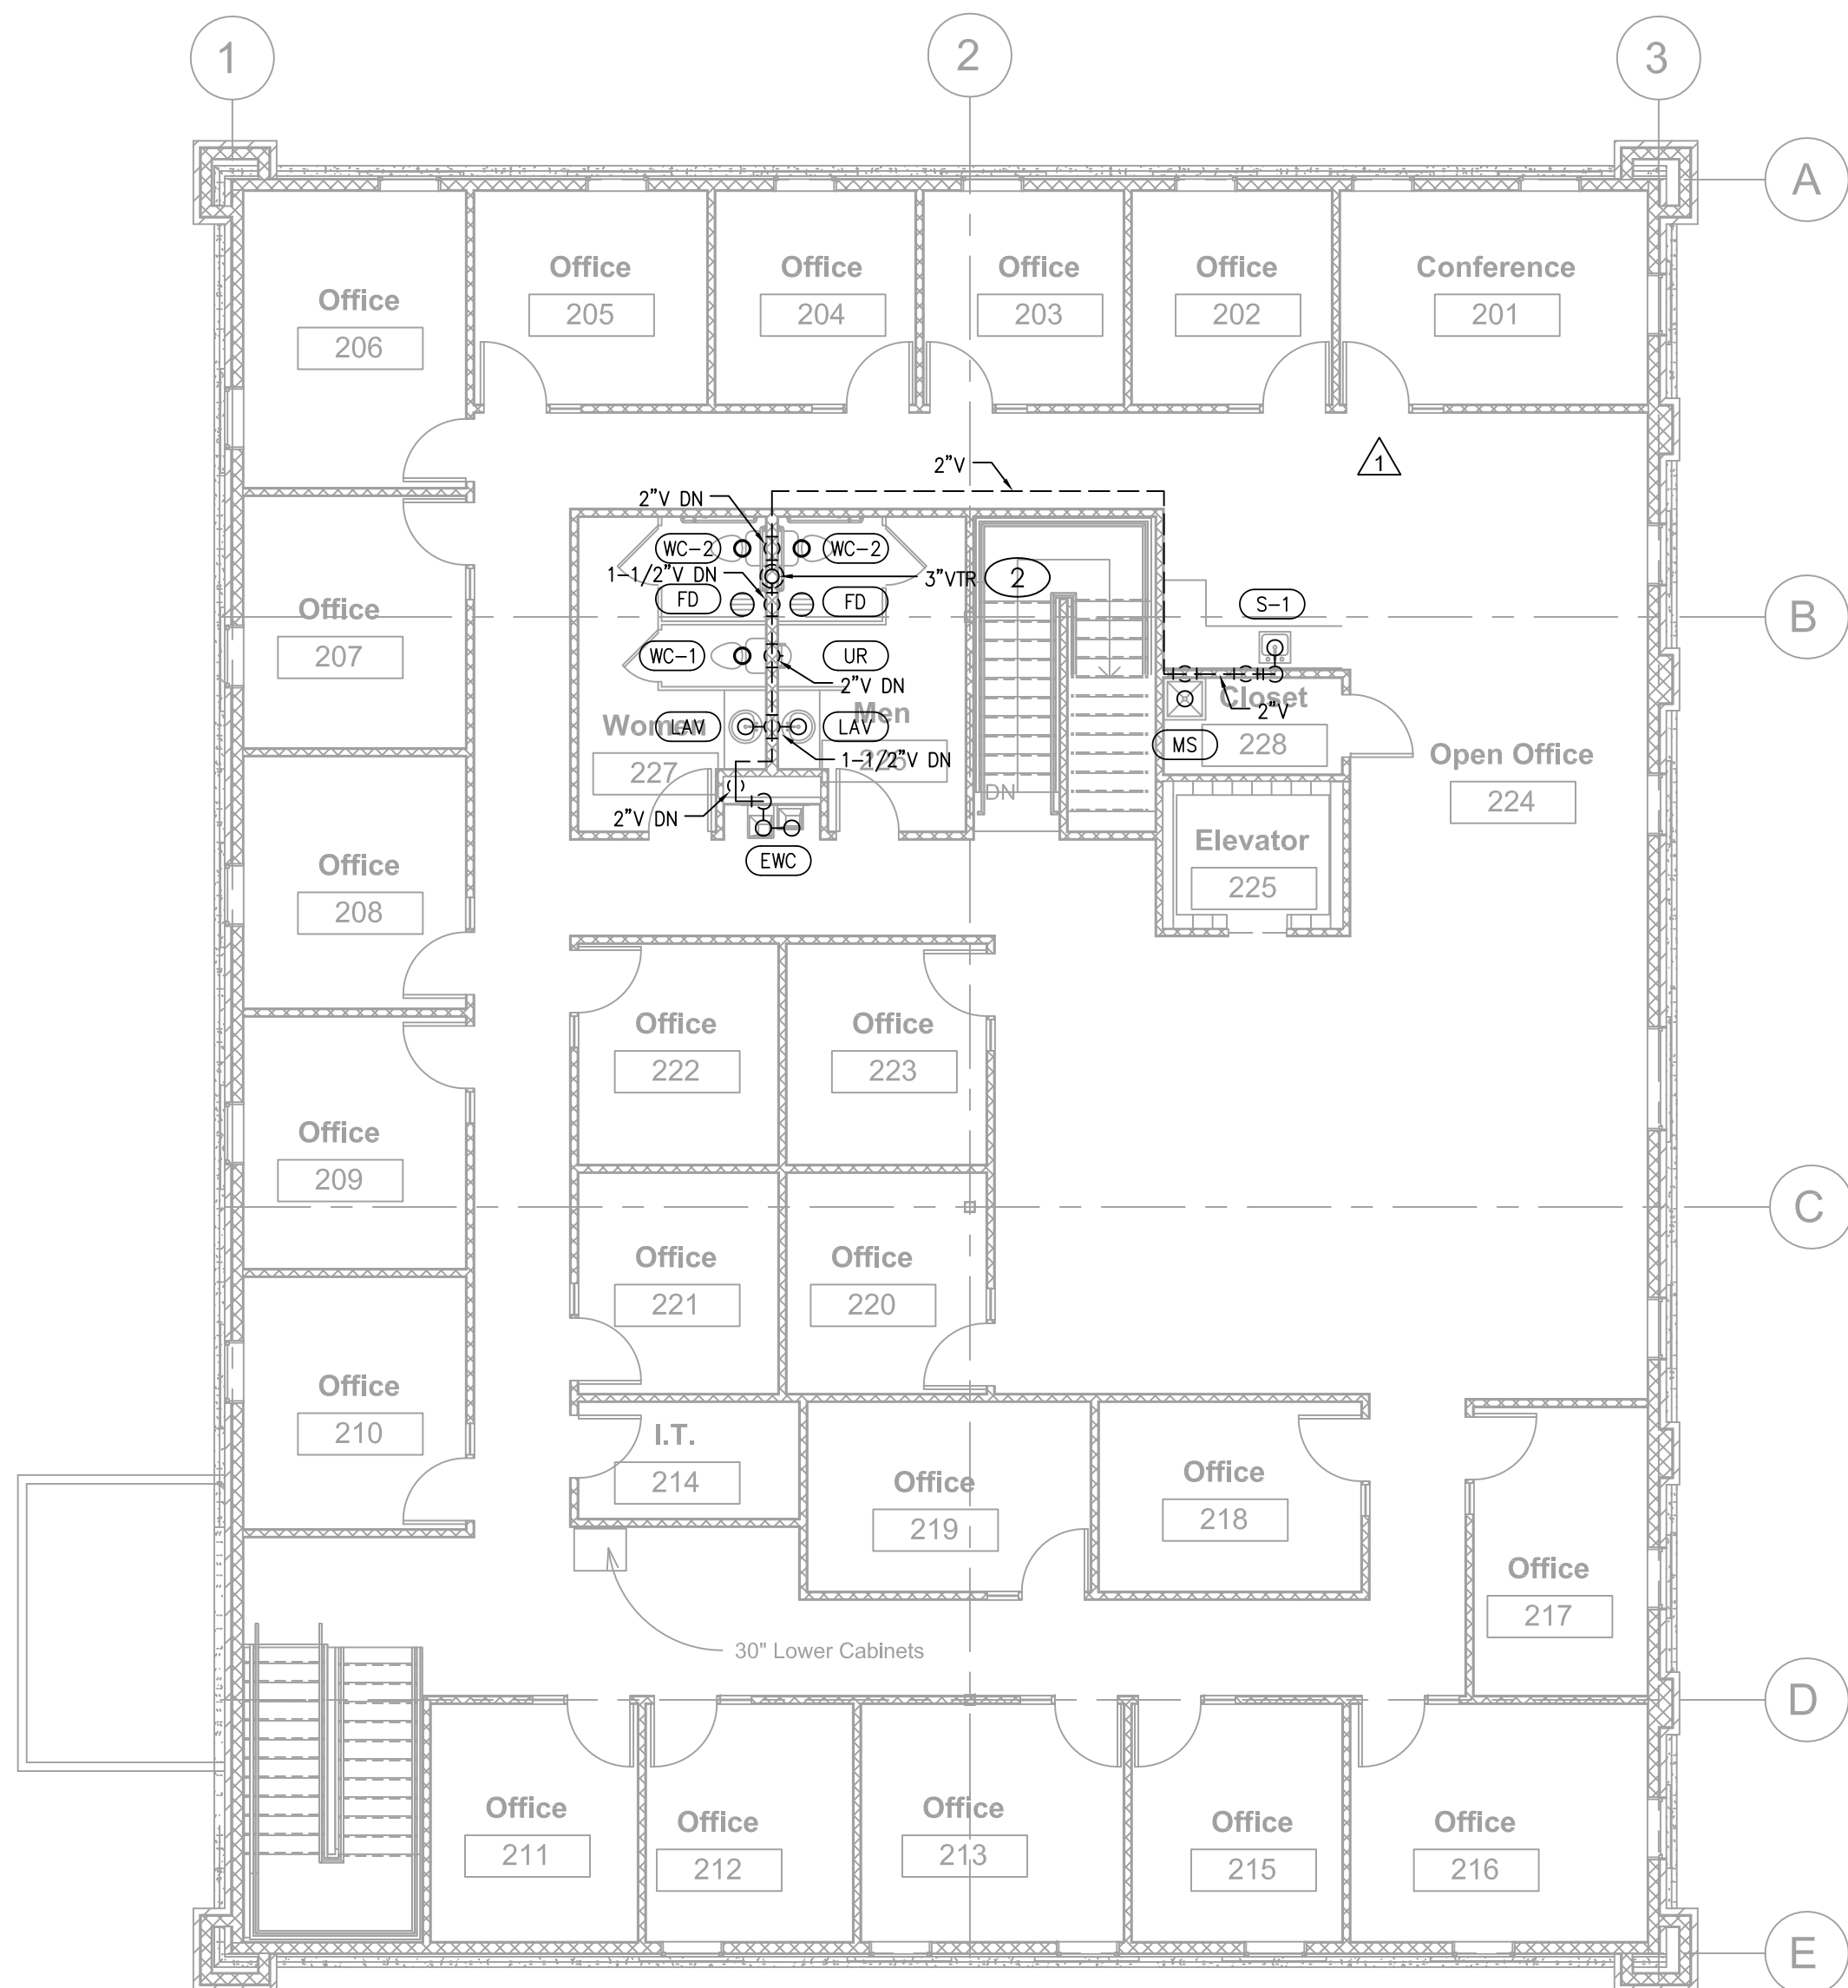 1
2
3
A
Office
205
Office
204
Office
203
Office
202
Conference
201
Office
206
2"V
1
2"V DN
WC-2
WC-2
1-1/2"V DN
3"VTR
2
FD
FD
S-1
B
Office
207
WC-1
UR
2"V DN
Closet
2"V
Women
LAV
Men
LAV
MS
228
227
226
1-1/2"V DN
Open Office
224
DN
2"V DN
EWC
Elevator
225
Office
208
Office
222
Office
223
Office
209
C
Office
221
Office
220
Office
210
I.T.
214
Office
219
Office
218
Office
217
30" Lower Cabinets
D
Office
211
Office
212
Office
213
Office
215
Office
216
E